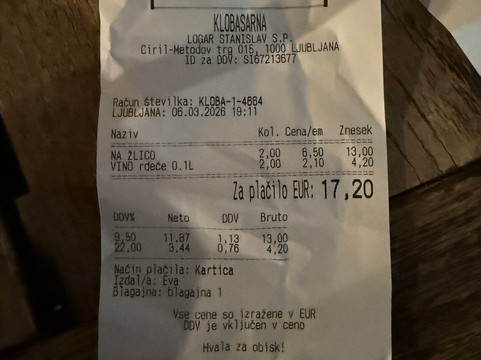 KLOBASARNA
LOGAR STANISLAV S.P.
Ciril-Metodov trg 015, 1000 LJUBLJANA
ID za DDV: SI67213677
Račun številka: KLOBA-1-4664
LJUBLJANA: 06.03.2026 19:11
Naziv Kol. Cena/em Znesek
NA ŽLICO 2,00 6,50 13,00
VINO rdeče 0.1L 2,00 2,10 4,20
Za plačilo EUR: 17,20
DDV% Neto DDV Bruto
9,50 11,87 1,13 13,00
22,00 3,44 0,76 4,20
Način plačila: Kartica
Izdal/a: Eva
Blagajna: blagajna 1
Vse cene so izražene v EUR
DDV je vključen v ceno
Hvala za obisk!